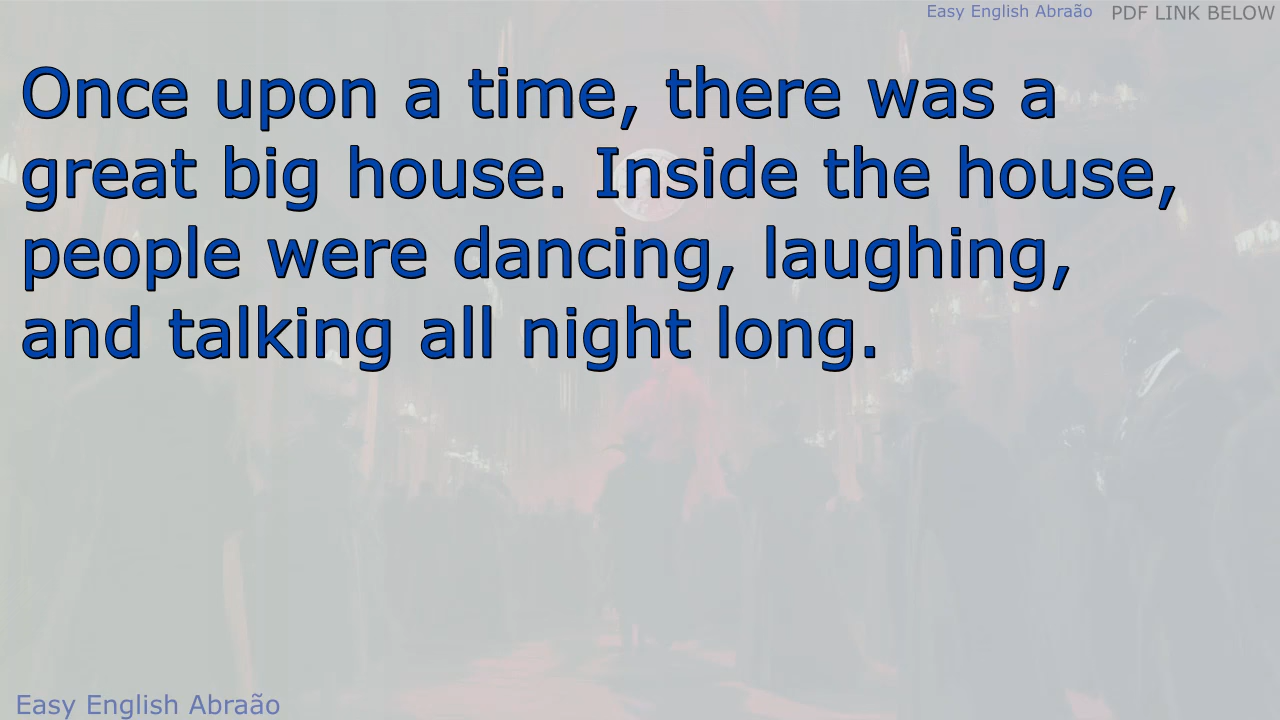 Easy English Abraão PDF LINK BELOW
Once upon a time, there was a
great big house. Inside the house,
people were dancing, laughing,
and talking all night long.
Easy English Abraão